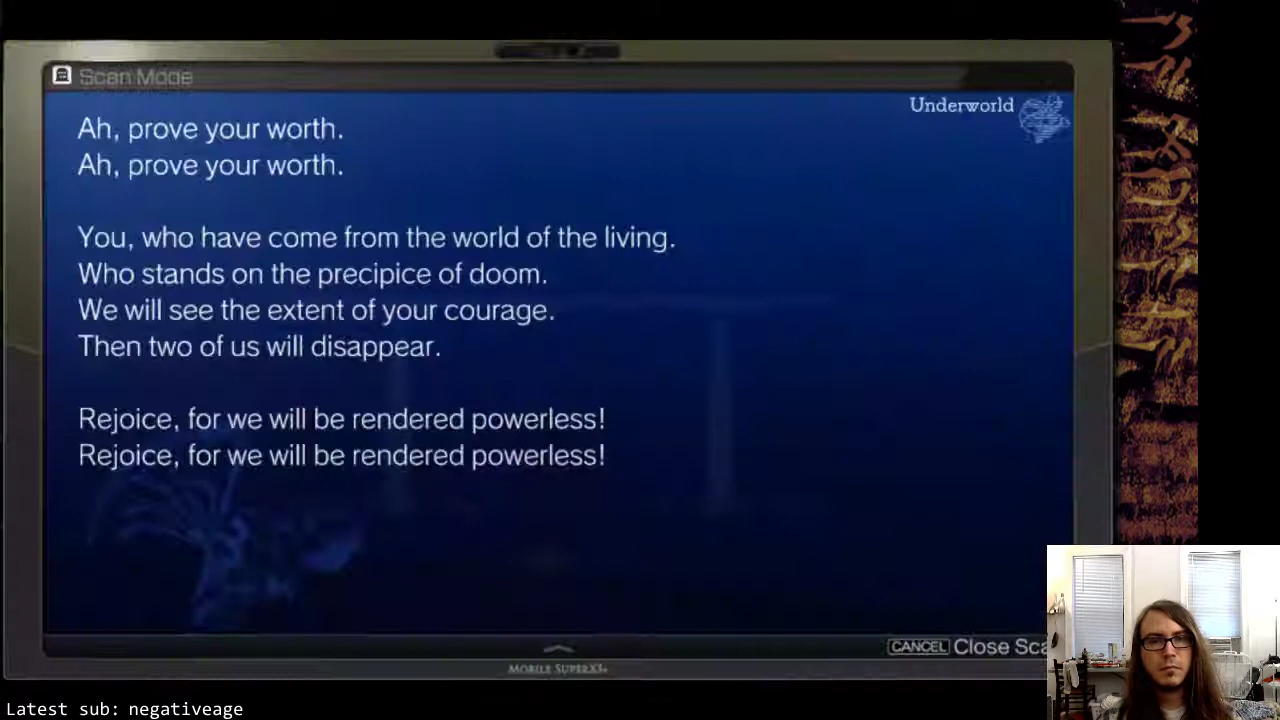 Scan Mode
Underworld
Ah, prove your worth.
Ah, prove your worth.
You, who have come from the world of the living.
Who stands on the precipice of doom.
We will see the extent of your courage.
Then two of us will disappear.
Rejoice, for we will be rendered powerless!
Rejoice, for we will be rendered powerless!
CANCEL Close Sca
MOBILE SUPERX3+
Latest sub: negativeage